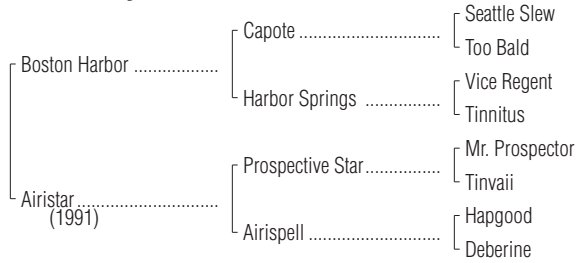 Seattle Slew
Capote ..............................
Too Bald
Boston Harbor ..................
Vice Regent
Harbor Springs ................
Tinnitus
Mr. Prospector
Prospective Star................
Tinvaii
Airistar..............................
(1991)
Hapgood
Airispell ............................
Deberine